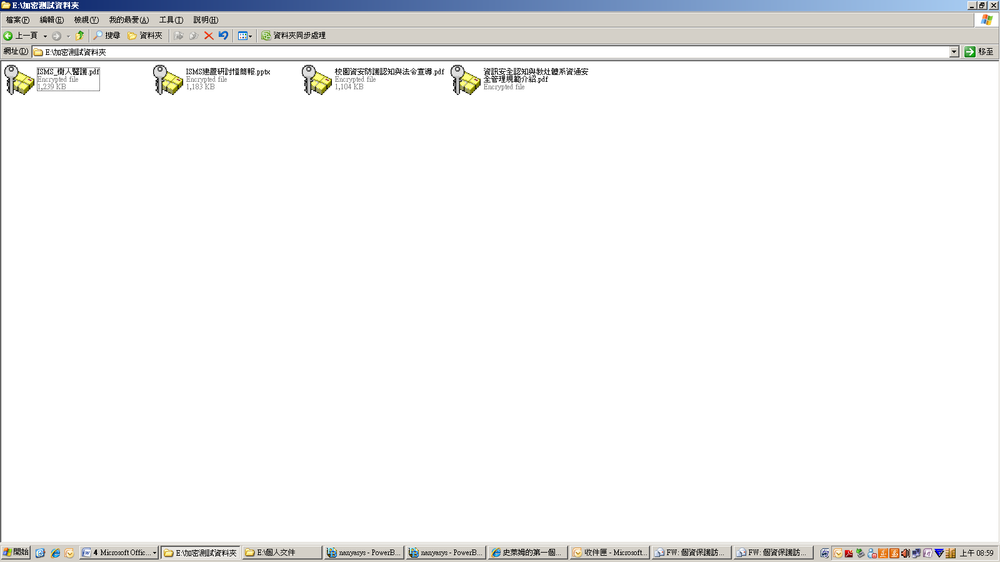 E:\加密測試資料夾
檔案(F) 編輯(E) 檢視(V) 我的最愛(A) 工具(T) 說明(H)
上一頁 搜尋 資料夾 資料夾同步處理
網址(D) E:\加密測試資料夾 移至
ISMS_樹人醫護.pdf
Encrypted file
1,239 KB
ISMS建置研討會簡報.pptx
Encrypted file
1,183 KB
校園資安防護認知與法令宣導.pdf
Encrypted file
1,104 KB
資訊安全認知與教育體系資通安
全管理規範介紹.pdf
Encrypted file
開始 4 Microsoft Offic... E:\加密測試資料夾 E:\個人文件 nanyasys - PowerB... nanyasys - PowerB... 史萊姆的第一個... 收件匣 - Microsoft... FW: 個資保護訪... FW: 個資保護訪... 上午 08:59